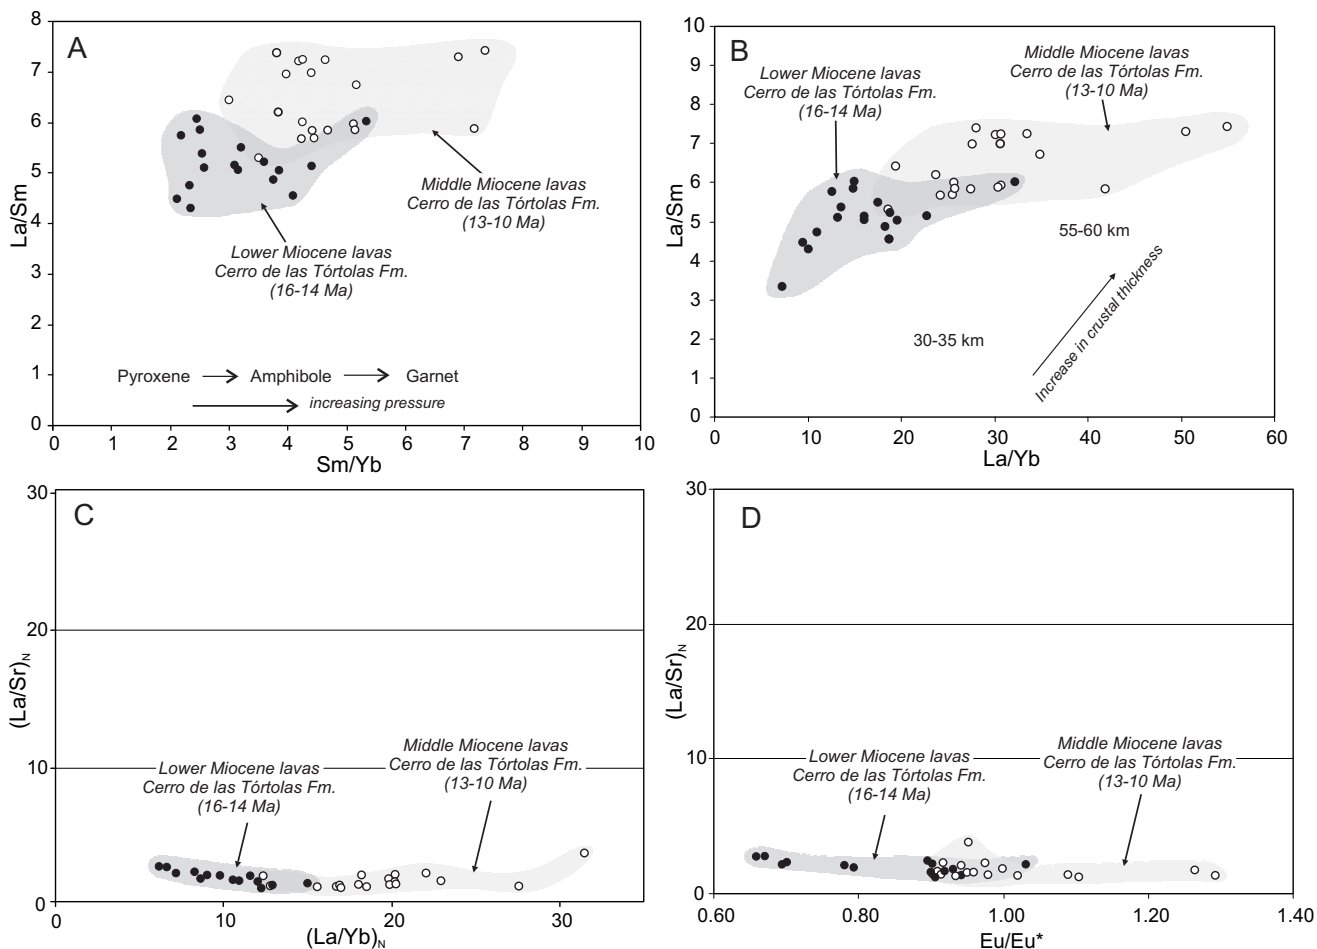 A
8
7
6
5
4
3
2
1
0
La/Sm
Middle Miocene lavas
Cerro de las Tórtolas Fm.
(13-10 Ma)
Lower Miocene lavas
Cerro de las Tórtolas Fm.
(16-14 Ma)
Pyroxene Amphibole Garnet
increasing pressure
0 1 2 3 4 5 6 7 8 9 10
Sm/Yb
B
10
9
8
7
6
5
4
3
2
1
0
La/Sm
Middle Miocene lavas
Cerro de las Tórtolas Fm.
(13-10 Ma)
Lower Miocene lavas
Cerro de las Tórtolas Fm.
(16-14 Ma)
55-60 km
30-35 km
Increase in crustal thickness
0 10 20 30 40 50 60
La/Yb
C
30
20
10
0
(La/Sr)N
Middle Miocene lavas
Cerro de las Tórtolas Fm.
(13-10 Ma)
Lower Miocene lavas
Cerro de las Tórtolas Fm.
(16-14 Ma)
0 10 20 30
(La/Yb)N
D
30
20
10
0
(La/Sr)N
Middle Miocene lavas
Cerro de las Tórtolas Fm.
(13-10 Ma)
Lower Miocene lavas
Cerro de las Tórtolas Fm.
(16-14 Ma)
0.60 0.80 1.00 1.20 1.40
Eu/Eu*